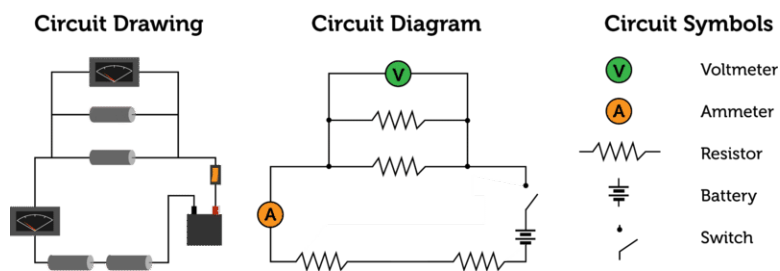 Circuit Drawing
Circuit Diagram
Circuit Symbols
V
A
V
Voltmeter
A
Ammeter
Resistor
Battery
Switch